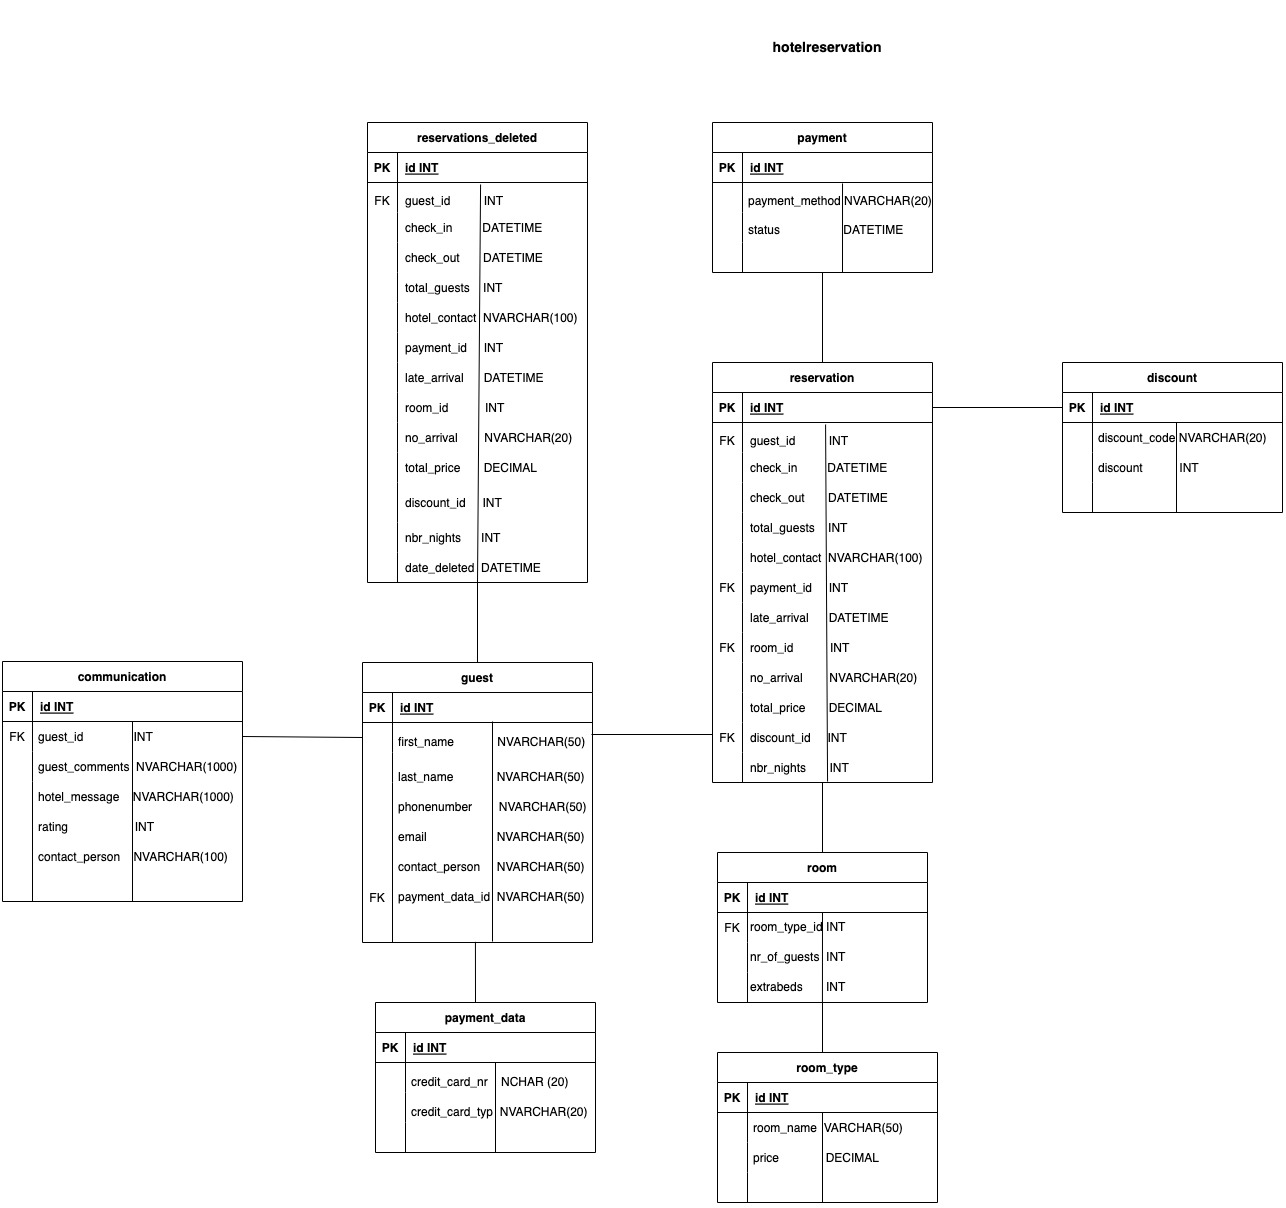 hotelreservation
reservations_deleted
PK id INT
FK guest_id INT
check_in DATETIME
check_out DATETIME
total_guests INT
hotel_contact NVARCHAR(100)
payment_id INT
late_arrival DATETIME
room_id INT
no_arrival NVARCHAR(20)
total_price DECIMAL
discount_id INT
nbr_nights INT
date_deleted DATETIME
payment
PK id INT
payment_method NVARCHAR(20)
status DATETIME
reservation
PK id INT
FK guest_id INT
check_in DATETIME
check_out DATETIME
total_guests INT
hotel_contact NVARCHAR(100)
FK payment_id INT
late_arrival DATETIME
FK room_id INT
no_arrival NVARCHAR(20)
total_price DECIMAL
FK discount_id INT
nbr_nights INT
discount
PK id INT
discount_code NVARCHAR(20)
discount INT
communication
PK id INT
FK guest_id INT
guest_comments NVARCHAR(1000)
hotel_message NVARCHAR(1000)
rating INT
contact_person NVARCHAR(100)
guest
PK id INT
first_name NVARCHAR(50)
last_name NVARCHAR(50)
phonenumber NVARCHAR(50)
email NVARCHAR(50)
contact_person NVARCHAR(50)
FK payment_data_id NVARCHAR(50)
room
PK id INT
FK room_type_id INT
nr_of_guests INT
extrabeds INT
payment_data
PK id INT
credit_card_nr NCHAR (20)
credit_card_typ NVARCHAR(20)
room_type
PK id INT
room_name VARCHAR(50)
price DECIMAL